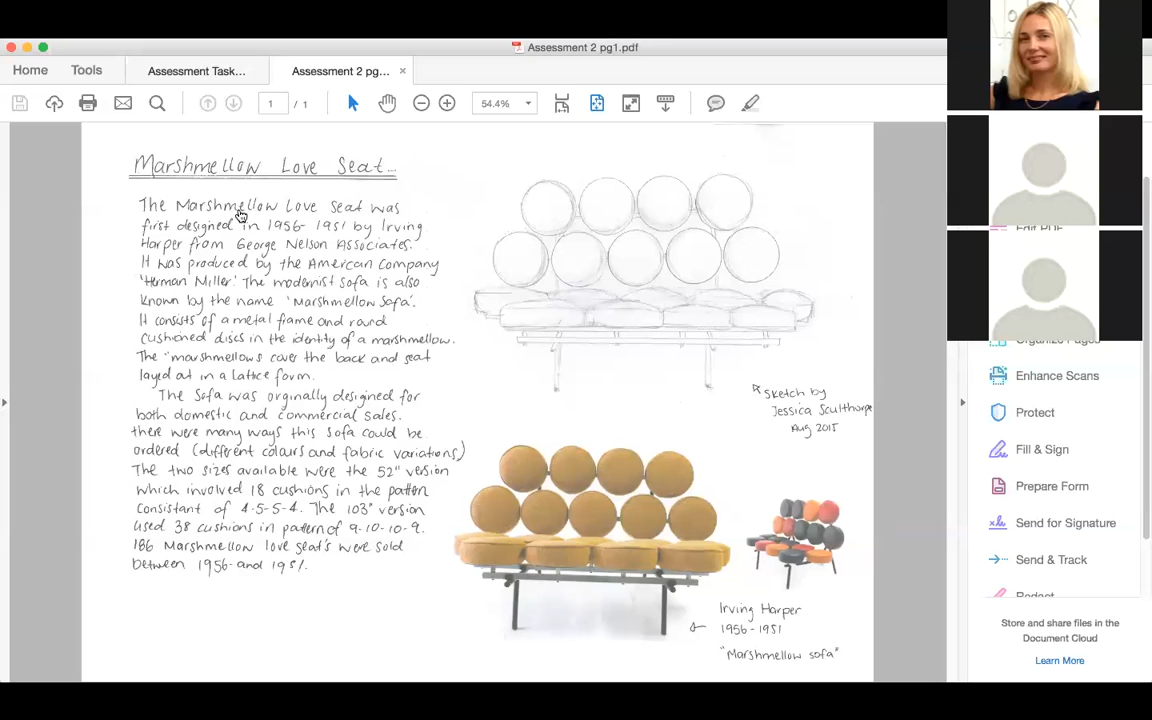 Assessment 2 pg1.pdf
Home
Tools
Assessment Task...
Assessment 2 pg...
×
1
/ 1
54.4%
Marshmellow Love Seat...
The Marshmellow Love Seat was
first designed in 1956-1951 by Irving
Harper from George Nelson Associates.
It was produced by the American Company
'Herman Miller'. The modernist sofa is also
known by the name 'Marshmellow Sofa'.
It consists of a metal frame and round
cushioned discs in the identity of a marshmellow.
The "marshmellows cover the back and seat
layed out in a lattice form.
The Sofa was orginally designed for
both domestic and commercial sales.
there were many ways this sofa could be
ordered (different colours and fabric variations)
The two sizes available were the 52" version
which involved 18 cushions in the pattern
consistant of 4-5-5-4. The 103" version
used 38 cushions in pattern of 9-10-10-9.
186 Marshmellow love seat's were sold
between 1956-and 1951.
Sketch by
Jessica Sculthorpe
Aug 2015
Irving Harper
1956-1951
"Marshmellow sofa"
Enhance Scans
Protect
Fill & Sign
Prepare Form
Send for Signature
Send & Track
Store and share files in the
Document Cloud
Learn More